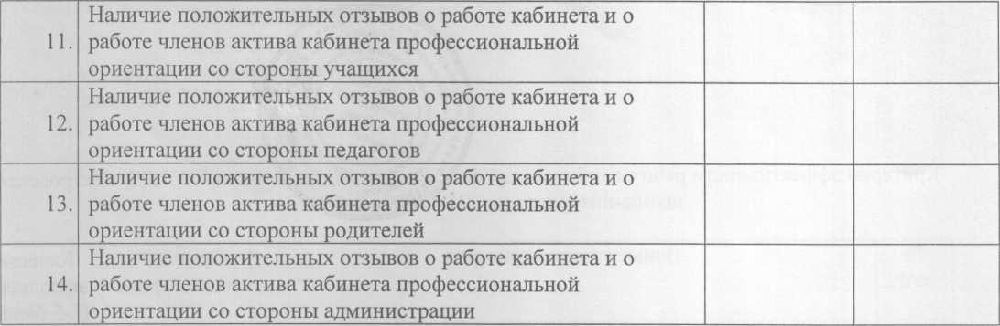 Наличие положительных отзывов о работе кабинета и о
11. работе членов актива кабинета профессиональной
ориентации со стороны учащихся
Наличие положительных отзывов о работе кабинета и о
12. работе членов актива кабинета профессиональной
ориентации со стороны педагогов
Наличие положительных отзывов о работе кабинета и о
13. работе членов актива кабинета профессиональной
ориентации со стороны родителей
Наличие положительных отзывов о работе кабинета и о
14. работе членов актива кабинета профессиональной
ориентации со стороны администрации